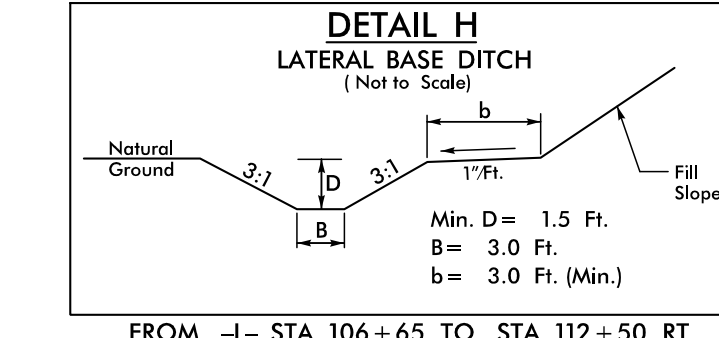 DETAIL H
LATERAL BASE DITCH
( Not to Scale)
b
Natural
Ground
3:1
D
3:1
1"/Ft.
Fill
Slope
B
Min. D = 1.5 Ft.
B = 3.0 Ft.
b = 3.0 Ft. (Min.)
FROM -L- STA. 106+65 TO STA. 112+50 RT